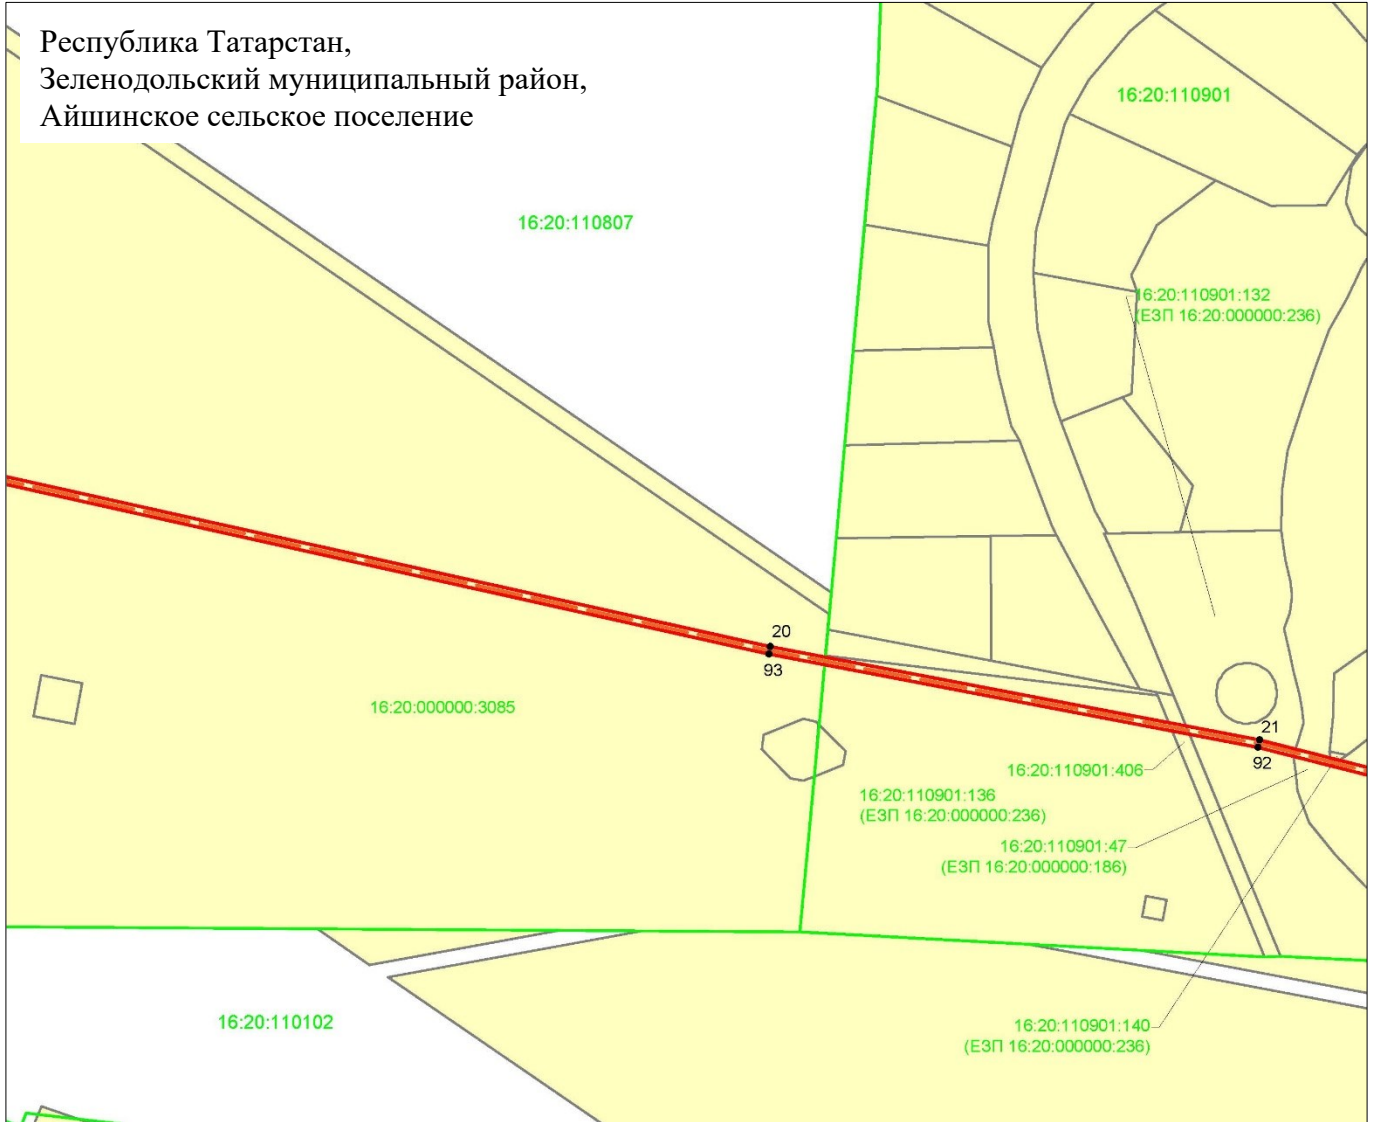 Республика Татарстан,
Зеленодольский муниципальный район,
Айшинское сельское поселение
16:20:110901
16:20:110807
16:20:110901:132
(ЕЗП 16:20:000000:236)
20
93
16:20:000000:3085
21
92
16:20:110901:406
16:20:110901:136
(ЕЗП 16:20:000000:236)
16:20:110901:47
(ЕЗП 16:20:000000:186)
16:20:110102
16:20:110901:140
(ЕЗП 16:20:000000:236)